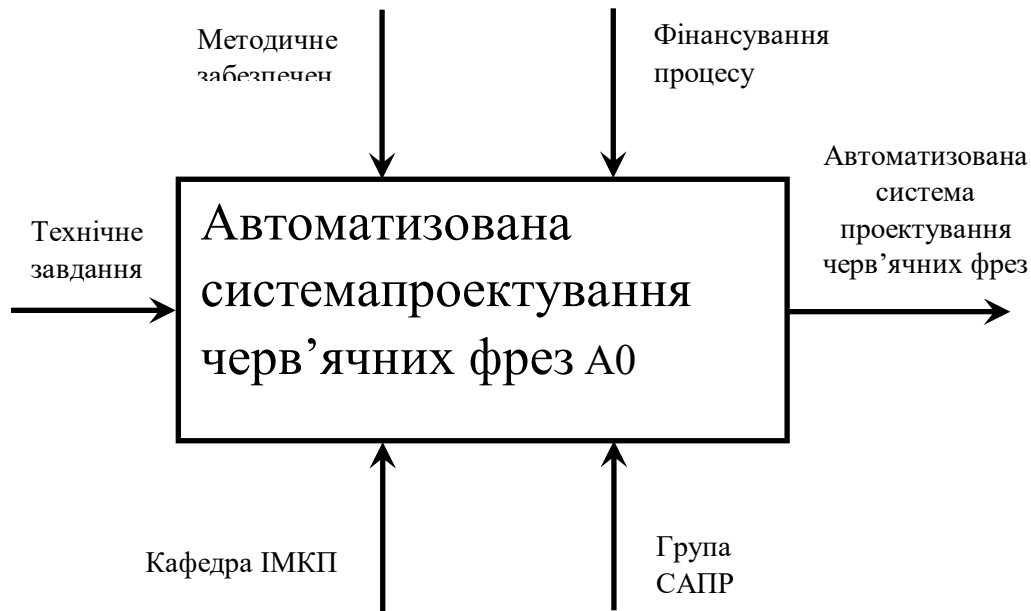 Методичне
забезпечен
Фінансування
процесу
Технічне
завдання
Автоматизована
системапроектування
черв’ячних фрез А0
Автоматизована
система
проектування
черв’ячних фрез
Кафедра ІМКП
Група
САПР